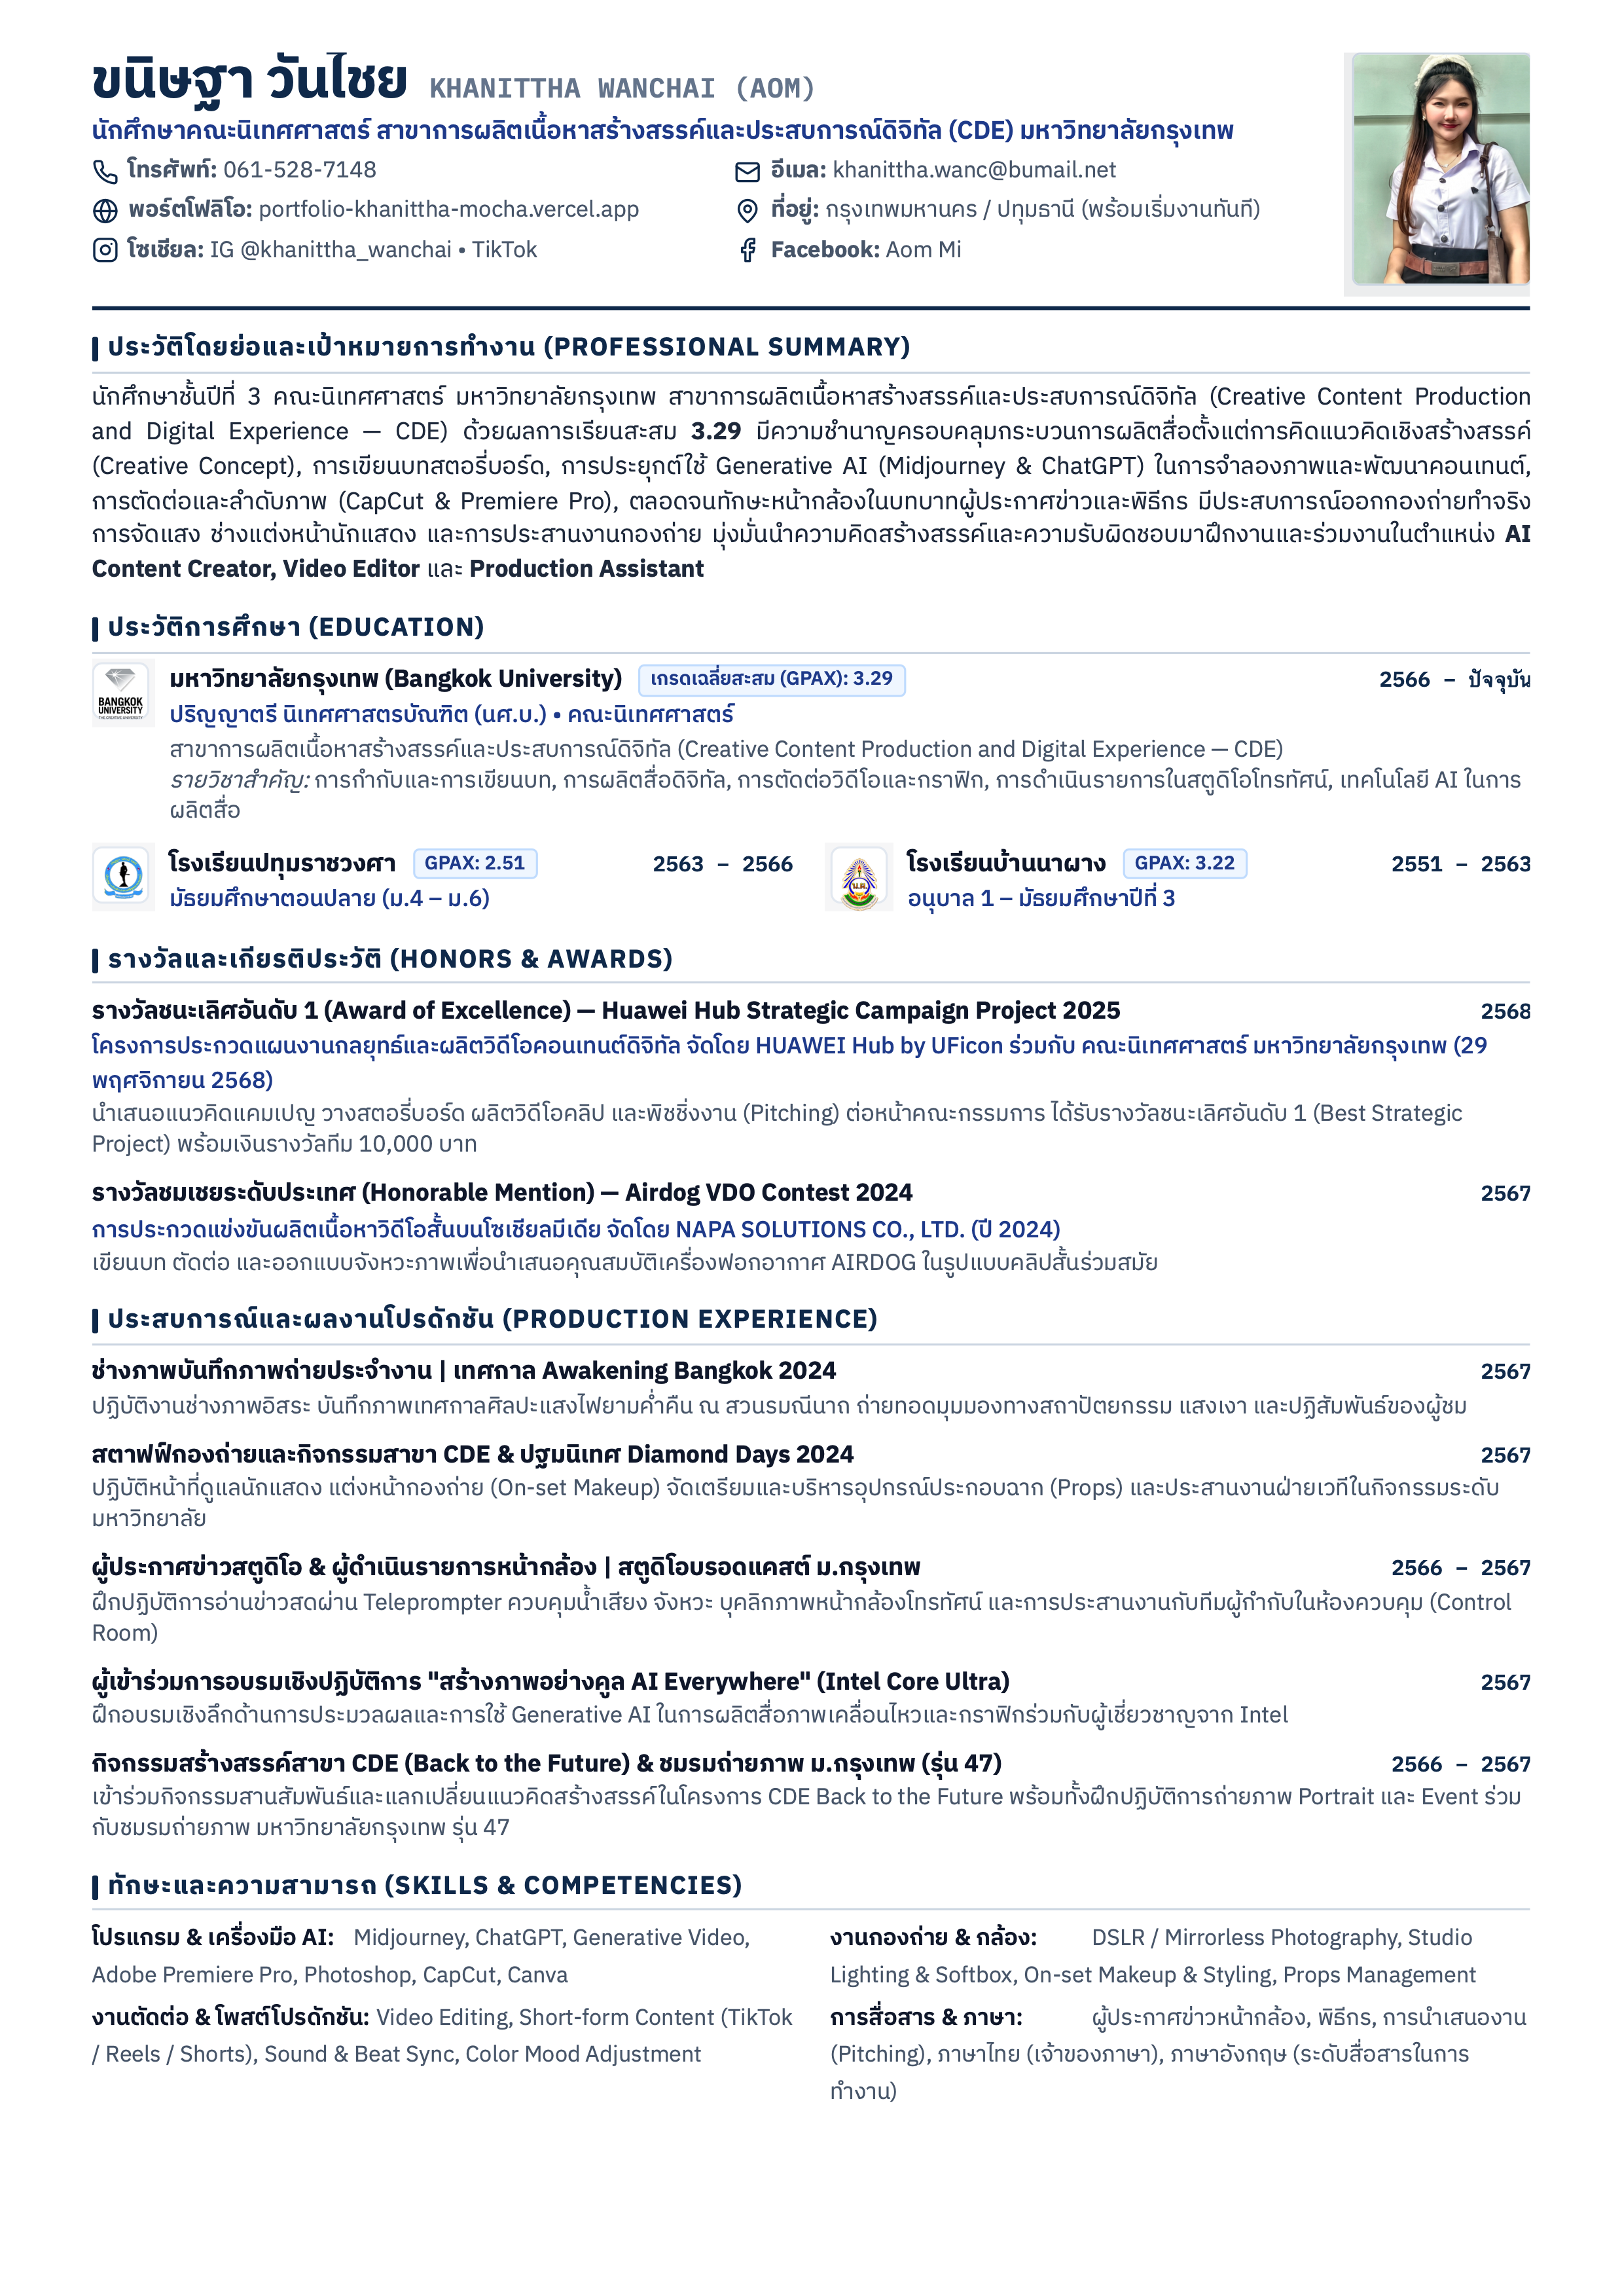 ขนิษฐา วันไชย KHANITTHA WANCHAI (AOM)
นักศึกษาคณะนิเทศศาสตร์ สาขาการผลิตเนื้อหาสร้างสรรค์และประสบการณ์ดิจิทัล (CDE) มหาวิทยาลัยกรุงเทพ
โทรศัพท์: 061-528-7148
อีเมล: khanittha.wanc@bumail.net
พอร์ตโฟลิโอ: portfolio-khanittha-mocha.vercel.app
ที่อยู่: กรุงเทพมหานคร / ปทุมธานี (พร้อมเริ่มงานทันที)
โซเชียล: IG @khanittha_wanchai • TikTok
Facebook: Aom Mi
ประวัติโดยย่อและเป้าหมายการทำงาน (PROFESSIONAL SUMMARY)
นักศึกษาชั้นปีที่ 3 คณะนิเทศศาสตร์ มหาวิทยาลัยกรุงเทพ สาขาการผลิตเนื้อหาสร้างสรรค์และประสบการณ์ดิจิทัล (Creative Content Production
and Digital Experience — CDE) ด้วยผลการเรียนสะสม 3.29 มีความชำนาญครอบคลุมกระบวนการผลิตสื่อตั้งแต่การคิดแนวคิดเชิงสร้างสรรค์
(Creative Concept), การเขียนบทสตอรี่บอร์ด, การประยุกต์ใช้ Generative AI (Midjourney & ChatGPT) ในการจำลองภาพและพัฒนาคอนเทนต์,
การตัดต่อและลำดับภาพ (CapCut & Premiere Pro), ตลอดจนทักษะหน้ากล้องในบทบาทผู้ประกาศข่าวและพิธีกร มีประสบการณ์ออกกองถ่ายทำจริง
การจัดแสง ช่างแต่งหน้านักแสดง และการประสานงานกองถ่าย มุ่งมั่นนำความคิดสร้างสรรค์และความรับผิดชอบมาฝึกงานและร่วมงานในตำแหน่ง AI
Content Creator, Video Editor และ Production Assistant
ประวัติการศึกษา (EDUCATION)
BANGKOK
UNIVERSITY
THE CREATIVE UNIVERSITY
มหาวิทยาลัยกรุงเทพ (Bangkok University) เกรดเฉลี่ยสะสม (GPAX): 3.29 2566 – ปัจจุบัน
ปริญญาตรี นิเทศศาสตรบัณฑิต (นศ.บ.) • คณะนิเทศศาสตร์
สาขาการผลิตเนื้อหาสร้างสรรค์และประสบการณ์ดิจิทัล (Creative Content Production and Digital Experience — CDE)
รายวิชาสำคัญ: การกำกับและการเขียนบท, การผลิตสื่อดิจิทัล, การตัดต่อวิดีโอและกราฟิก, การดำเนินรายการในสตูดิโอโทรทัศน์, เทคโนโลยี AI ในการ
ผลิตสื่อ
โรงเรียนปทุมราชวงศา GPAX: 2.51 2563 – 2566
มัธยมศึกษาตอนปลาย (ม.4 – ม.6)
โรงเรียนบ้านนาผาง GPAX: 3.22 2551 – 2563
อนุบาล 1 – มัธยมศึกษาปีที่ 3
รางวัลและเกียรติประวัติ (HONORS & AWARDS)
รางวัลชนะเลิศอันดับ 1 (Award of Excellence) — Huawei Hub Strategic Campaign Project 2025 2568
โครงการประกวดแผนงานกลยุทธ์และผลิตวิดีโอคอนเทนต์ดิจิทัล จัดโดย HUAWEI Hub by UFicon ร่วมกับ คณะนิเทศศาสตร์ มหาวิทยาลัยกรุงเทพ (29
พฤศจิกายน 2568)
นำเสนอแนวคิดแคมเปญ วางสตอรี่บอร์ด ผลิตวิดีโอคลิป และพิชชิ่งงาน (Pitching) ต่อหน้าคณะกรรมการ ได้รับรางวัลชนะเลิศอันดับ 1 (Best Strategic
Project) พร้อมเงินรางวัลทีม 10,000 บาท
รางวัลชมเชยระดับประเทศ (Honorable Mention) — Airdog VDO Contest 2024 2567
การประกวดแข่งขันผลิตเนื้อหาวิดีโอสั้นบนโซเชียลมีเดีย จัดโดย NAPA SOLUTIONS CO., LTD. (ปี 2024)
เขียนบท ตัดต่อ และออกแบบจังหวะภาพเพื่อนำเสนอคุณสมบัติเครื่องฟอกอากาศ AIRDOG ในรูปแบบคลิปสั้นร่วมสมัย
ประสบการณ์และผลงานโปรดักชัน (PRODUCTION EXPERIENCE)
ช่างภาพบันทึกภาพถ่ายประจำงาน | เทศกาล Awakening Bangkok 2024 2567
ปฏิบัติงานช่างภาพอิสระ บันทึกภาพเทศกาลศิลปะแสงไฟยามค่ำคืน ณ สวนรมณีนาถ ถ่ายทอดมุมมองทางสถาปัตยกรรม แสงเงา และปฏิสัมพันธ์ของผู้ชม
สตาฟฟ์กองถ่ายและกิจกรรมสาขา CDE & ปฐมนิเทศ Diamond Days 2024 2567
ปฏิบัติหน้าที่ดูแลนักแสดง แต่งหน้ากองถ่าย (On-set Makeup) จัดเตรียมและบริหารอุปกรณ์ประกอบฉาก (Props) และประสานงานฝ่ายเวทีในกิจกรรมระดับ
มหาวิทยาลัย
ผู้ประกาศข่าวสตูดิโอ & ผู้ดำเนินรายการหน้ากล้อง | สตูดิโอบรอดแคสต์ ม.กรุงเทพ 2566 – 2567
ฝึกปฏิบัติการอ่านข่าวสดผ่าน Teleprompter ควบคุมน้ำเสียง จังหวะ บุคลิกภาพหน้ากล้องโทรทัศน์ และการประสานงานกับทีมผู้กำกับในห้องควบคุม (Control
Room)
ผู้เข้าร่วมการอบรมเชิงปฏิบัติการ "สร้างภาพอย่างคูล AI Everywhere" (Intel Core Ultra) 2567
ฝึกอบรมเชิงลึกด้านการประมวลผลและการใช้ Generative AI ในการผลิตสื่อภาพเคลื่อนไหวและกราฟิกร่วมกับผู้เชี่ยวชาญจาก Intel
กิจกรรมสร้างสรรค์สาขา CDE (Back to the Future) & ชมรมถ่ายภาพ ม.กรุงเทพ (รุ่น 47) 2566 – 2567
เข้าร่วมกิจกรรมสานสัมพันธ์และแลกเปลี่ยนแนวคิดสร้างสรรค์ในโครงการ CDE Back to the Future พร้อมทั้งฝึกปฏิบัติการถ่ายภาพ Portrait และ Event ร่วม
กับชมรมถ่ายภาพ มหาวิทยาลัยกรุงเทพ รุ่น 47
ทักษะและความสามารถ (SKILLS & COMPETENCIES)
โปรแกรม & เครื่องมือ AI: Midjourney, ChatGPT, Generative Video,
Adobe Premiere Pro, Photoshop, CapCut, Canva
งานกองถ่าย & กล้อง: DSLR / Mirrorless Photography, Studio
Lighting & Softbox, On-set Makeup & Styling, Props Management
งานตัดต่อ & โพสต์โปรดักชัน: Video Editing, Short-form Content (TikTok
/ Reels / Shorts), Sound & Beat Sync, Color Mood Adjustment
การสื่อสาร & ภาษา: ผู้ประกาศข่าวหน้ากล้อง, พิธีกร, การนำเสนองาน
(Pitching), ภาษาไทย (เจ้าของภาษา), ภาษาอังกฤษ (ระดับสื่อสารในการ
ทำงาน)